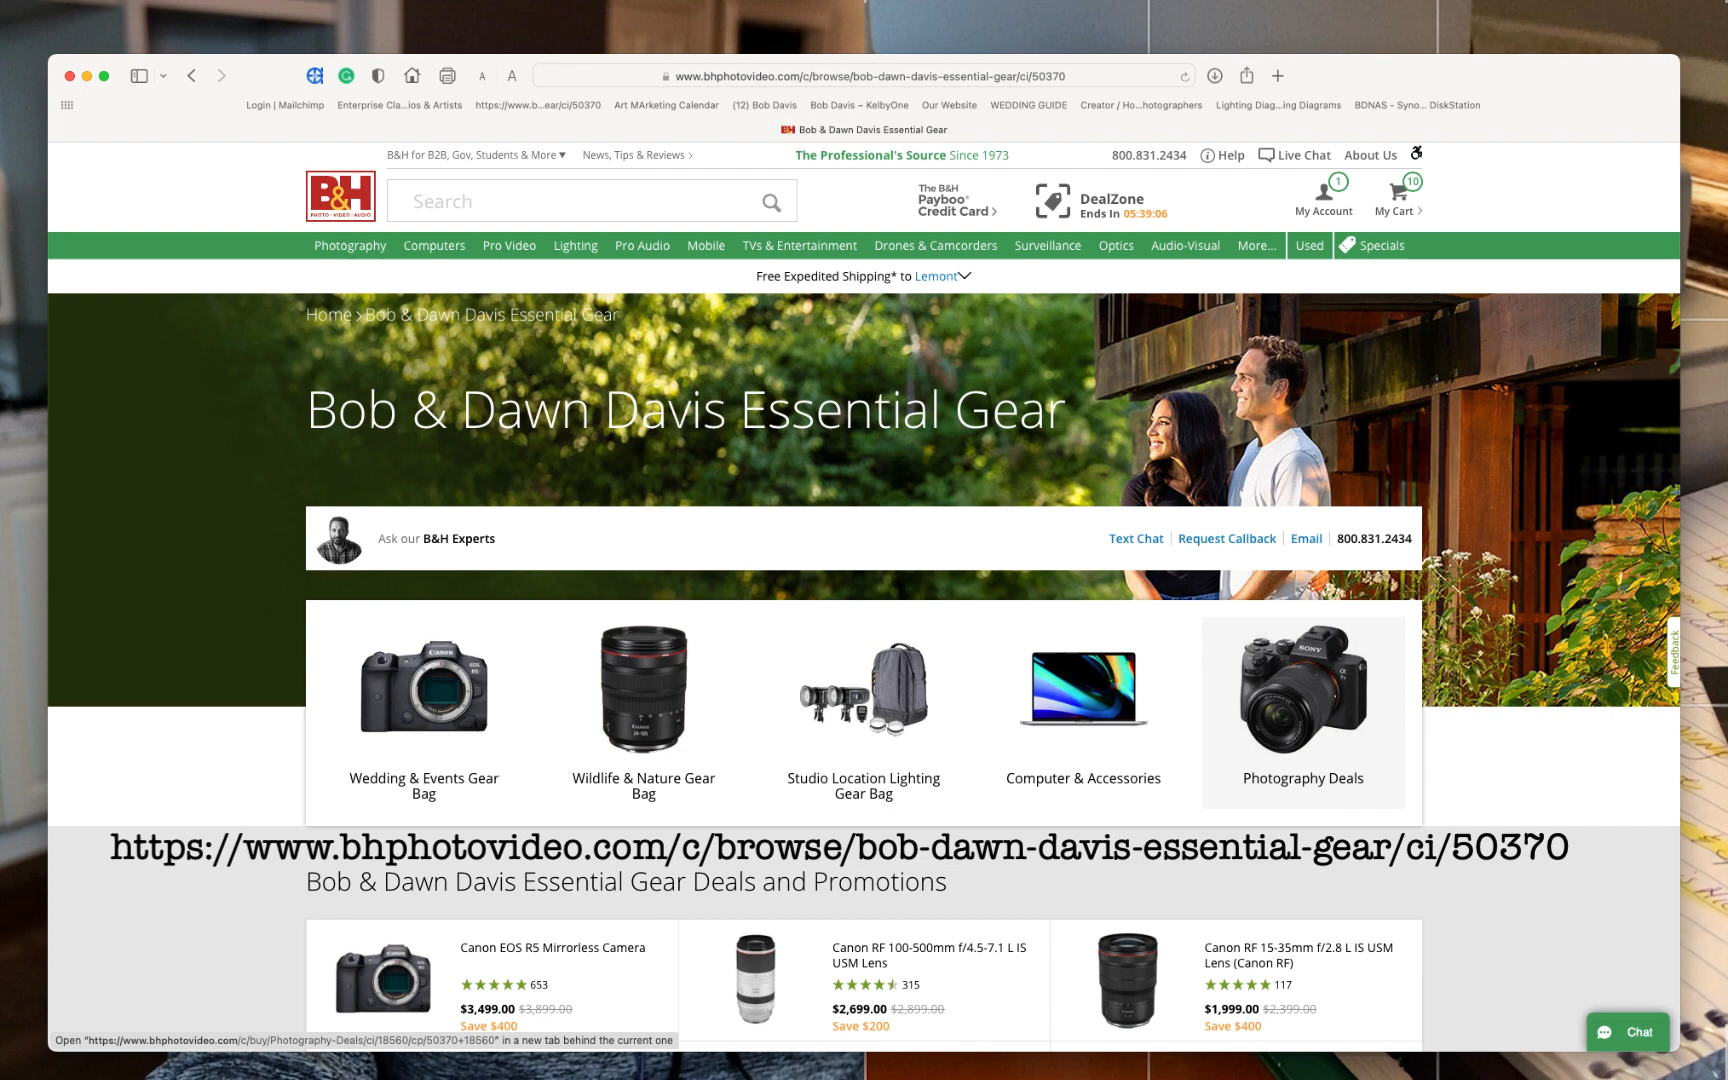 www.bhphotovideo.com/c/browse/bob-dawn-davis-essential-gear/ci/50370
Login | Mailchimp
Enterprise Cla...ios & Artists
https://www.b...ear/ci/50370
Art MArketing Calendar
(12) Bob Davis
Bob Davis – KelbyOne
Our Website
WEDDING GUIDE
Creator / Ho...hotographers
Lighting Diag...ing Diagrams
BDNAS - Syno... DiskStation
B&H Bob & Dawn Davis Essential Gear
B&H for B2B, Gov, Students & More
News, Tips & Reviews
The Professional's Source Since 1973
800.831.2434
Help
Live Chat
About Us
B&H
PHOTO • VIDEO • AUDIO
Search
The B&H
Payboo®
Credit Card
DealZone
Ends In 05:39:06
1
My Account
10
My Cart
Photography
Computers
Pro Video
Lighting
Pro Audio
Mobile
TVs & Entertainment
Drones & Camcorders
Surveillance
Optics
Audio-Visual
More...
Used
Specials
Free Expedited Shipping* to Lemont
Home > Bob & Dawn Davis Essential Gear
Bob & Dawn Davis Essential Gear
Ask our B&H Experts
Text Chat
Request Callback
Email
800.831.2434
Feedback
Canon
EOS
R5
Canon
24-105
SONY
Wedding & Events Gear
Bag
Wildlife & Nature Gear
Bag
Studio Location Lighting
Gear Bag
Computer & Accessories
Photography Deals
https://www.bhphotovideo.com/c/browse/bob-dawn-davis-essential-gear/ci/50370
Bob & Dawn Davis Essential Gear Deals and Promotions
Canon EOS R5 Mirrorless Camera
653
$3,499.00 $3,899.00
Save $400
Canon RF 100-500mm f/4.5-7.1 L IS
USM Lens
315
$2,699.00 $2,899.00
Save $200
Canon RF 15-35mm f/2.8 L IS USM
Lens (Canon RF)
117
$1,999.00 $2,399.00
Save $400
Chat
Open "https://www.bhphotovideo.com/c/buy/Photography-Deals/ci/18560/cp/50370+18560" in a new tab behind the current one